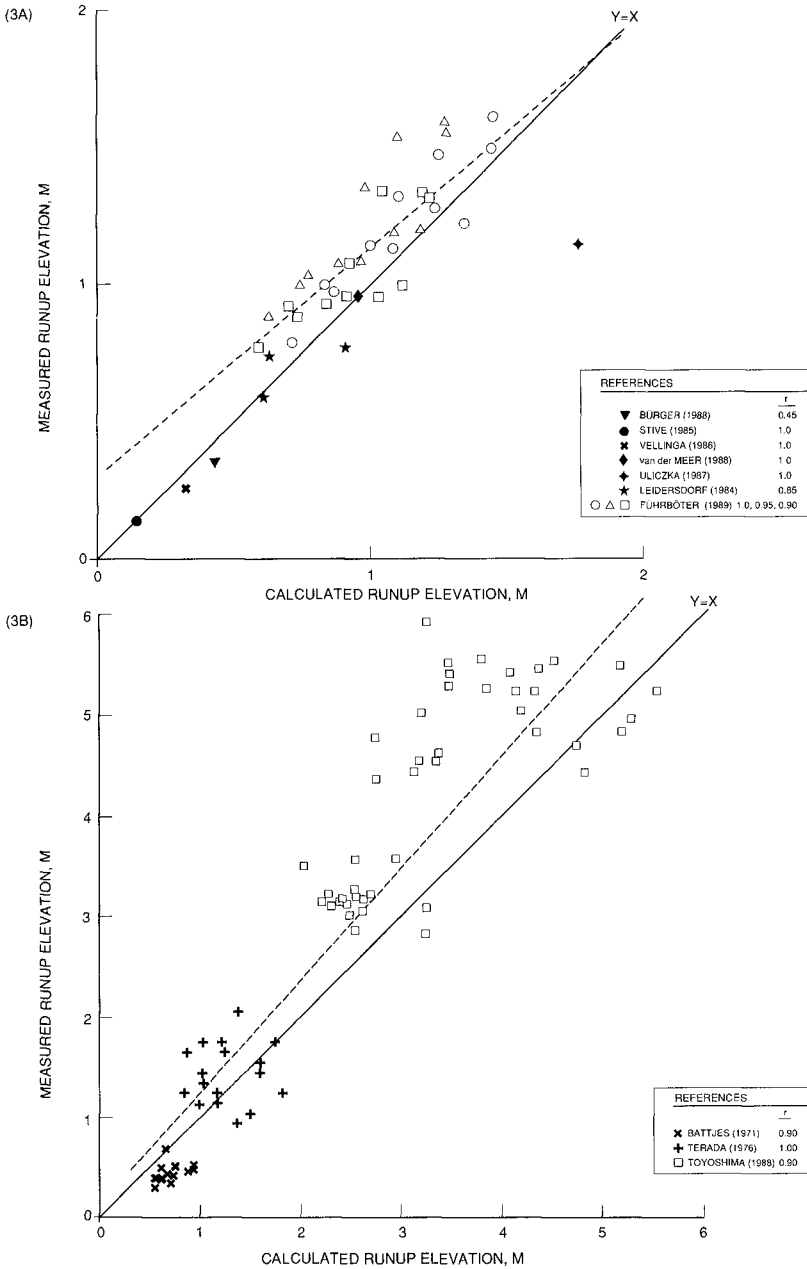 (3A)
2
Y=X
MEASURED RUNUP ELEVATION, M
1
0
0
1
2
CALCULATED RUNUP ELEVATION, M
REFERENCES
r
BÜRGER (1988) 0.45
STIVE (1985) 1.0
VELLINGA (1986) 1.0
van der MEER (1988) 1 0
ULICZKA (1987) 1.0
LEIDERSDORF (1984) 0.85
FÜHRBÖTER (1989) 1.0, 0.95, 0.90
(3B)
6
Y=X
5
4
MEASURED RUNUP ELEVATION, M
3
2
1
0
0
1
2
3
4
5
6
CALCULATED RUNUP ELEVATION, M
REFERENCES
r
BATTJES (1971) 0.90
TERADA (1976) 1.00
TOYOSHIMA (1988) 0.90